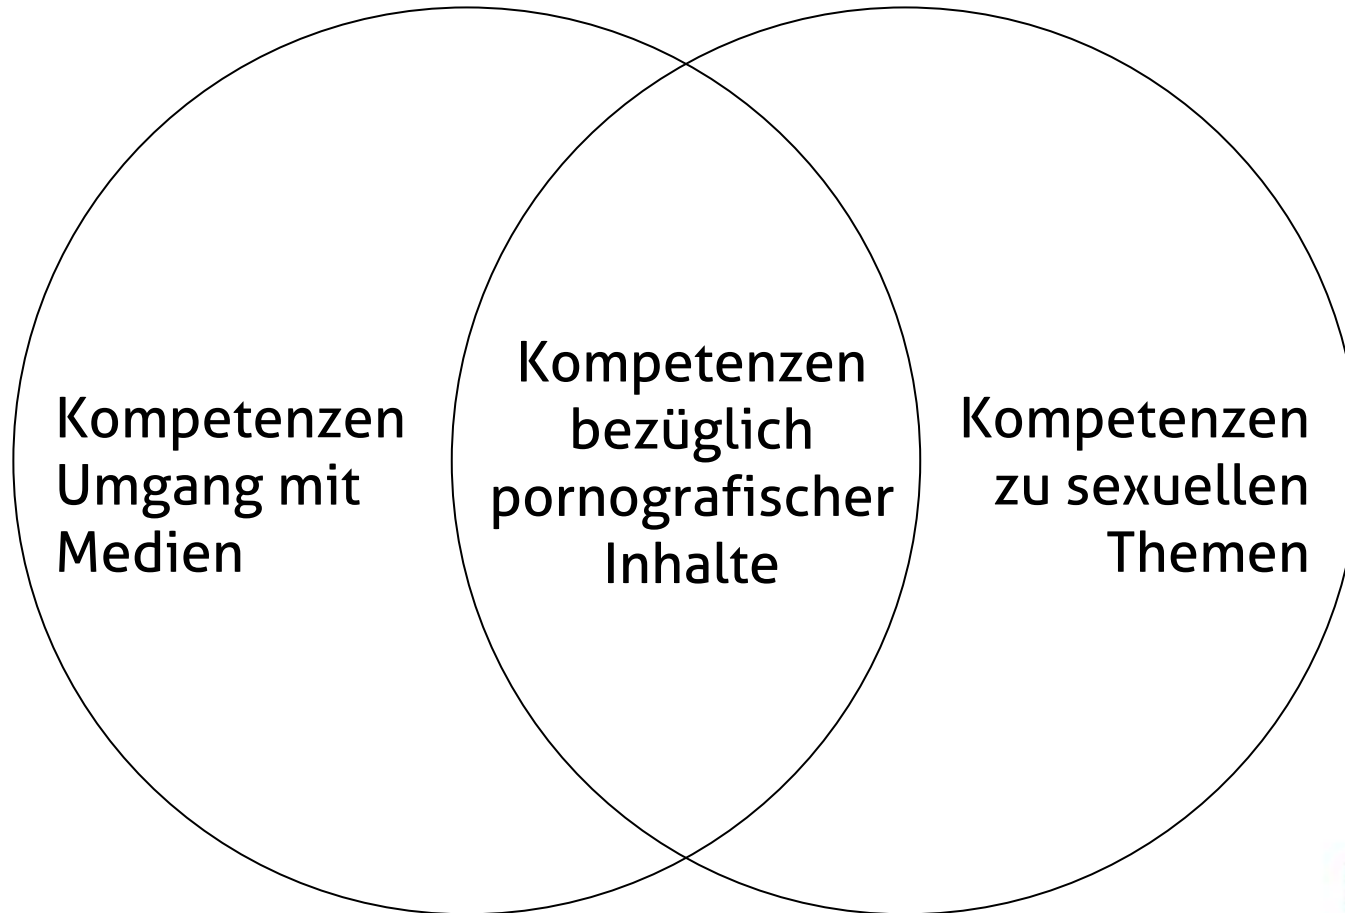 Kompetenzen
Umgang mit
Medien
Kompetenzen
bezüglich
pornografischer
Inhalte
Kompetenzen
zu sexuellen
Themen